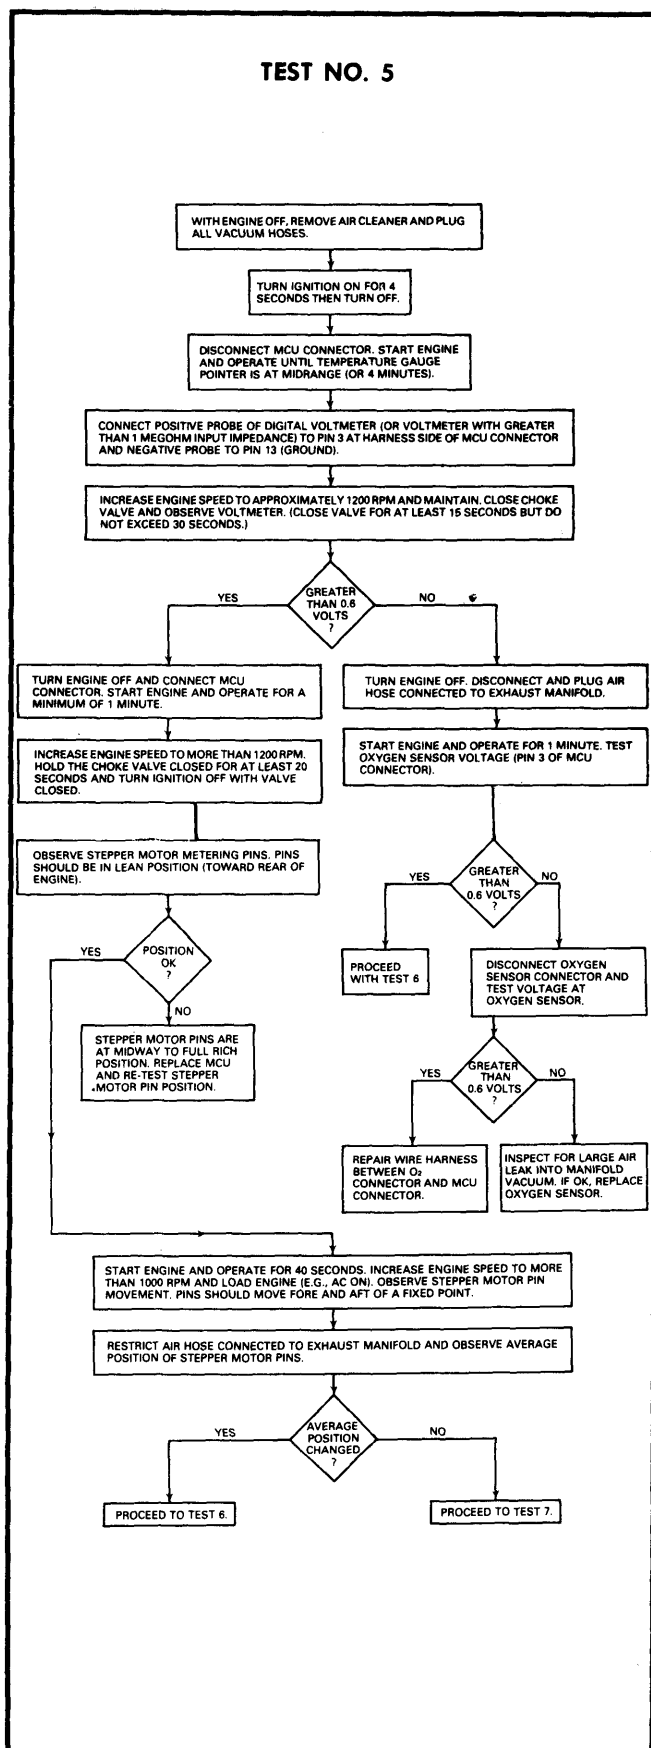 TEST NO. 5
WITH ENGINE OFF, REMOVE AIR CLEANER AND PLUG
ALL VACUUM HOSES.
TURN IGNITION ON FOR 4
SECONDS THEN TURN OFF.
DISCONNECT MCU CONNECTOR. START ENGINE
AND OPERATE UNTIL TEMPERATURE GAUGE
POINTER IS AT MIDRANGE (OR 4 MINUTES).
CONNECT POSITIVE PROBE OF DIGITAL VOLTMETER (OR VOLTMETER WITH GREATER
THAN 1 MEGOHM INPUT IMPEDANCE) TO PIN 3 AT HARNESS SIDE OF MCU CONNECTOR
AND NEGATIVE PROBE TO PIN 13 (GROUND).
INCREASE ENGINE SPEED TO APPROXIMATELY 1200 RPM AND MAINTAIN. CLOSE CHOKE
VALVE AND OBSERVE VOLTMETER. (CLOSE VALVE FOR AT LEAST 15 SECONDS BUT DO
NOT EXCEED 30 SECONDS.)
GREATER
THAN 0.6
VOLTS
?
YES
NO
TURN ENGINE OFF AND CONNECT MCU
CONNECTOR. START ENGINE AND OPERATE FOR A
MINIMUM OF 1 MINUTE.
INCREASE ENGINE SPEED TO MORE THAN 1200 RPM.
HOLD THE CHOKE VALVE CLOSED FOR AT LEAST 20
SECONDS AND TURN IGNITION OFF WITH VALVE
CLOSED.
OBSERVE STEPPER MOTOR METERING PINS. PINS
SHOULD BE IN LEAN POSITION (TOWARD REAR OF
ENGINE).
POSITION
OK
?
YES
NO
STEPPER MOTOR PINS ARE
AT MIDWAY TO FULL RICH
POSITION. REPLACE MCU
AND RE-TEST STEPPER
MOTOR PIN POSITION.
TURN ENGINE OFF. DISCONNECT AND PLUG AIR
HOSE CONNECTED TO EXHAUST MANIFOLD.
START ENGINE AND OPERATE FOR 1 MINUTE. TEST
OXYGEN SENSOR VOLTAGE (PIN 3 OF MCU
CONNECTOR).
GREATER
THAN
0.6 VOLTS
?
YES
NO
PROCEED
WITH TEST 6
DISCONNECT OXYGEN
SENSOR CONNECTOR AND
TEST VOLTAGE AT
OXYGEN SENSOR.
GREATER
THAN
0.6 VOLTS
?
YES
NO
REPAIR WIRE HARNESS
BETWEEN O₂
CONNECTOR AND MCU
CONNECTOR.
INSPECT FOR LARGE AIR
LEAK INTO MANIFOLD
VACUUM. IF OK, REPLACE
OXYGEN SENSOR.
START ENGINE AND OPERATE FOR 40 SECONDS. INCREASE ENGINE SPEED TO MORE
THAN 1000 RPM AND LOAD ENGINE (E.G., AC ON). OBSERVE STEPPER MOTOR PIN
MOVEMENT. PINS SHOULD MOVE FORE AND AFT OF A FIXED POINT.
RESTRICT AIR HOSE CONNECTED TO EXHAUST MANIFOLD AND OBSERVE AVERAGE
POSITION OF STEPPER MOTOR PINS.
AVERAGE
POSITION
CHANGED
?
YES
NO
PROCEED TO TEST 6.
PROCEED TO TEST 7.